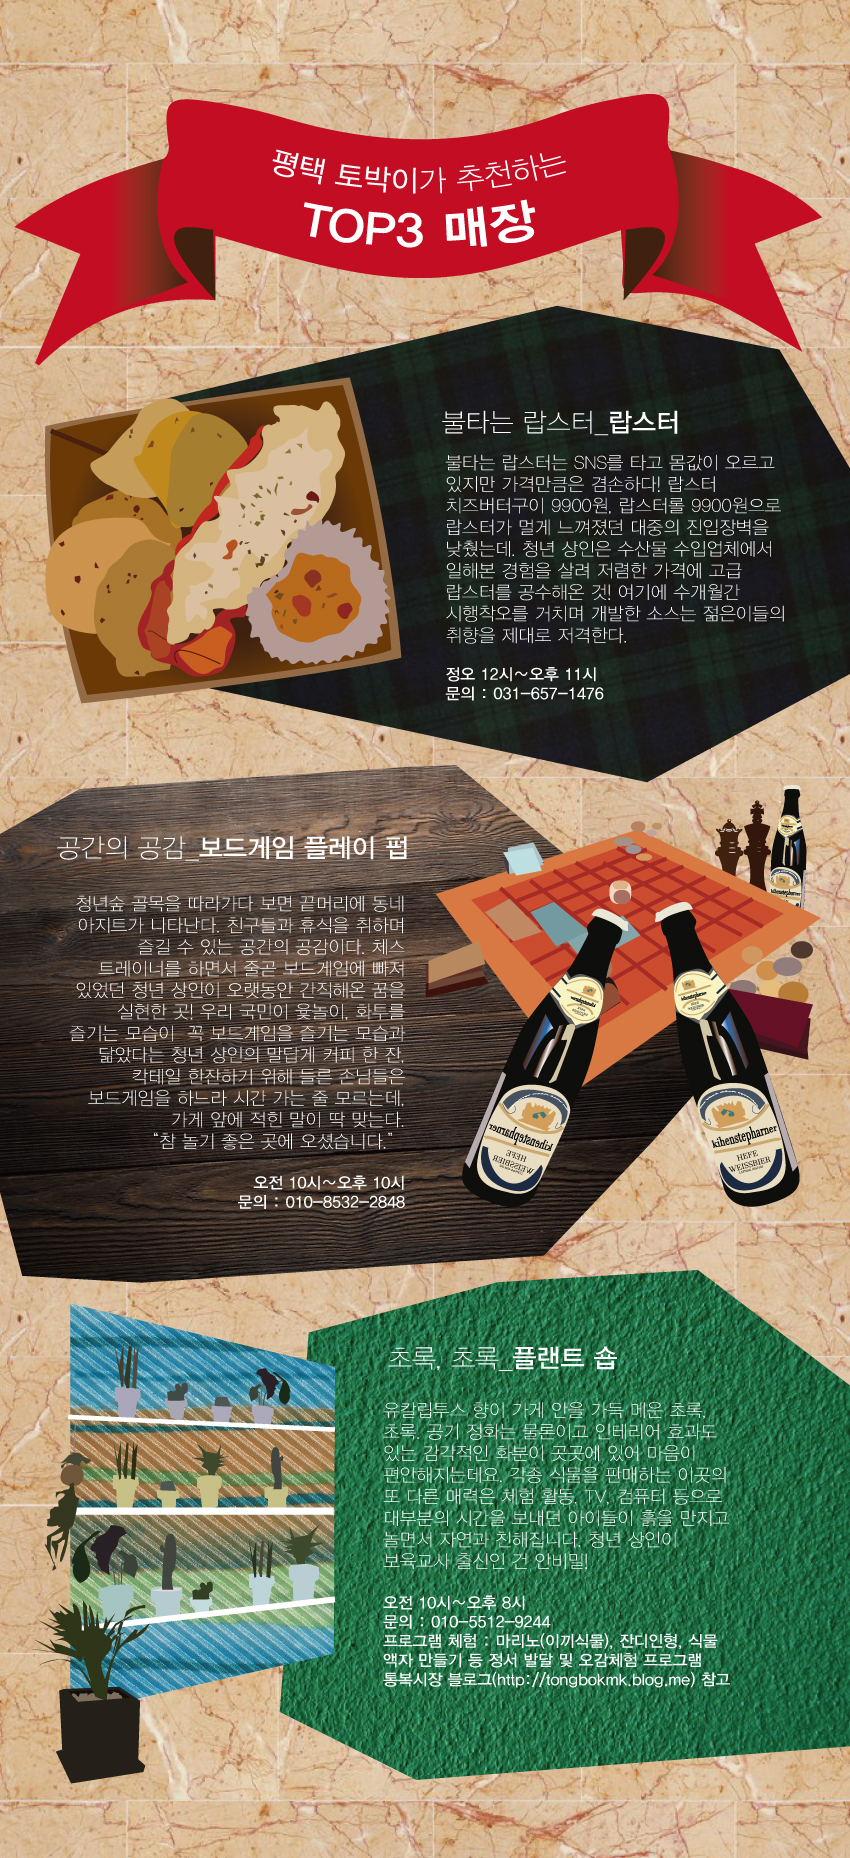 평택 토박이가 추천하는
TOP3 매장
불타는 랍스터_랍스터
불타는 랍스터는 SNS를 타고 몸값이 오르고
있지만 가격만큼은 겸손하다! 랍스터
치즈버터구이 9900원, 랍스터롤 9900원으로
랍스터가 멀게 느껴졌던 대중의 진입장벽을
낮췄는데. 청년 상인은 수산물 수입업체에서
일해본 경험을 살려 저렴한 가격에 고급
랍스터를 공수해온 것! 여기에 수개월간
시행착오를 거치며 개발한 소스는 젊은이들의
취향을 제대로 저격한다.
정오 12시~오후 11시
문의 : 031-657-1476
공간의 공감_보드게임 플레이 펍
청년숲 골목을 따라가다 보면 끝머리에 동네
아지트가 나타난다. 친구들과 휴식을 취하며
즐길 수 있는 공간의 공감이다. 체스
트레이너를 하면서 줄곧 보드게임에 빠져
있었던 청년 상인이 오랫동안 간직해온 꿈을
실현한 곳! 우리 국민이 윷놀이, 화투를
즐기는 모습이 꼭 보드게임을 즐기는 모습과
닮았다는 청년 상인의 말답게 커피 한 잔,
칵테일 한잔하기 위해 들른 손님들은
보드게임을 하느라 시간 가는 줄 모르는데,
가게 앞에 적힌 말이 딱 맞는다.
“참 놀기 좋은 곳에 오셨습니다.”
오전 10시~오후 10시
문의 : 010-8532-2848
kihenstepharner
HEFE
WEISSBIER
kihenstepharner
HEFE
WEISSBIER
초록, 초록_플랜트 숍
유칼립투스 향이 가게 안을 가득 메운 초록,
초록. 공기 정화는 물론이고 인테리어 효과도
있는 감각적인 화분이 곳곳에 있어 마음이
편안해지는데요. 각종 식물을 판매하는 이곳의
또 다른 매력은 체험 활동. TV, 컴퓨터 등으로
대부분의 시간을 보내던 아이들이 흙을 만지고
놀면서 자연과 친해집니다. 청년 상인이
보육교사 출신인 건 안비밀!
오전 10시~오후 8시
문의 : 010-5512-9244
프로그램 체험 : 마리노(이끼식물), 잔디인형, 식물
액자 만들기 등 정서 발달 및 오감체험 프로그램
통복시장 블로그(http://tongbokmk.blog.me) 참고